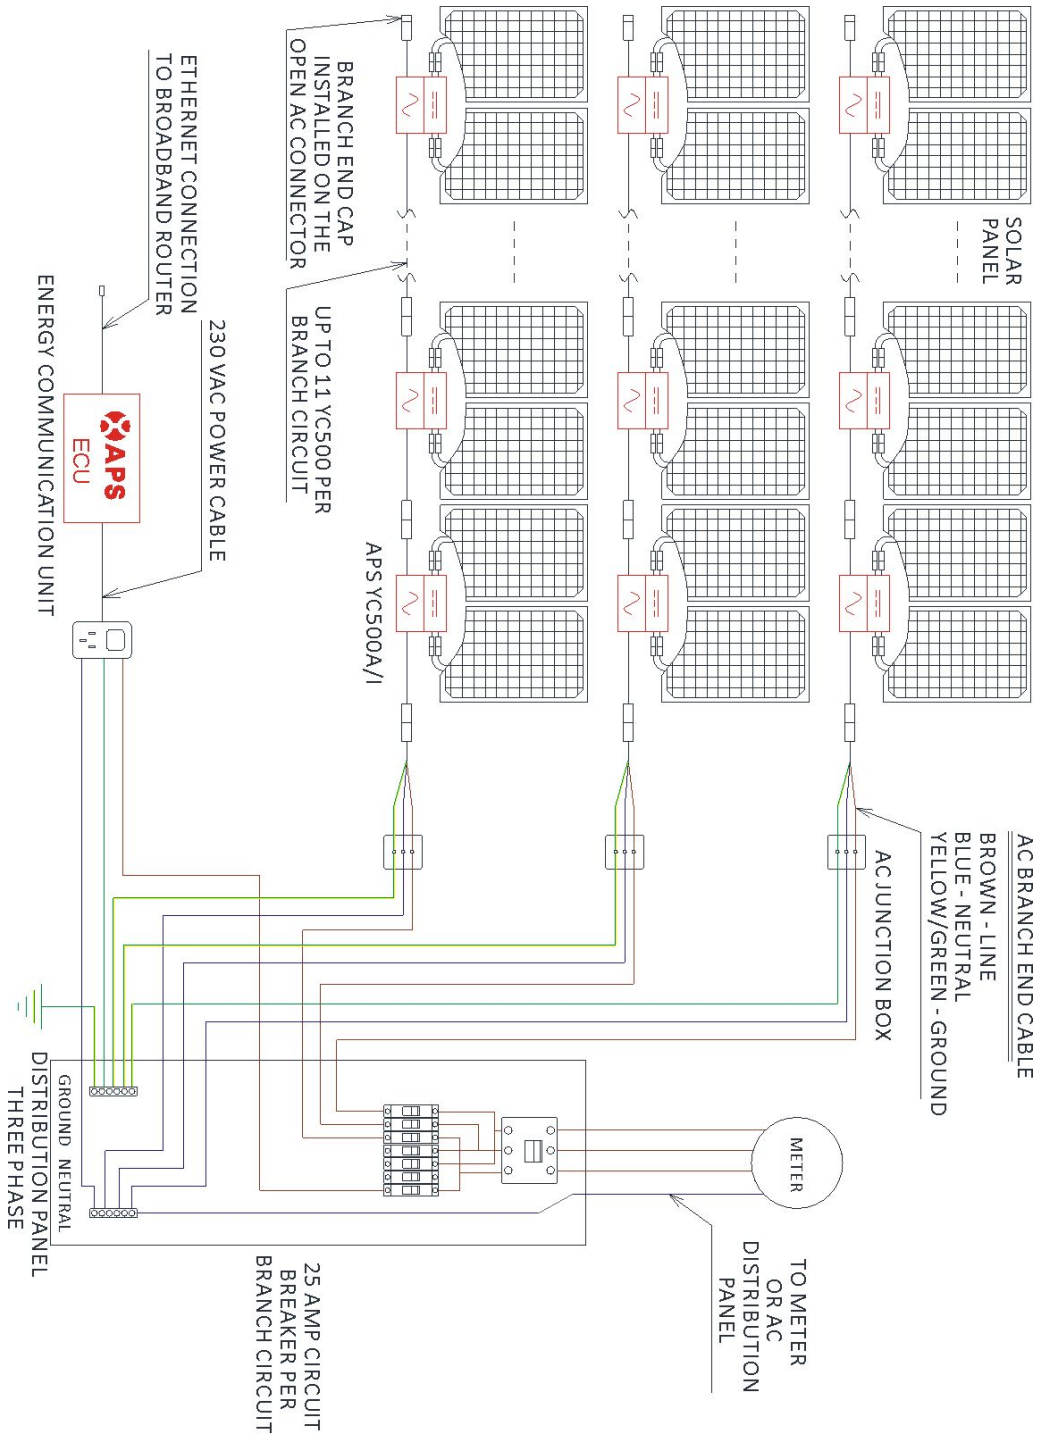 SOLAR
PANEL
AC BRANCH END CABLE
BROWN - LINE
BLUE - NEUTRAL
YELLOW/GREEN - GROUND
AC JUNCTION BOX
BRANCH END CAP
INSTALLED ON THE
OPEN AC CONNECTOR
UP TO 11 YC500 PER
BRANCH CIRCUIT
APS YC500A/I
METER
TO METER
OR AC
DISTRIBUTION
PANEL
ETHERNET CONNECTION
TO BROADBAND ROUTER
230 VAC POWER CABLE
APS
ECU
ENERGY COMMUNICATION UNIT
25 AMP CIRCUIT
BREAKER PER
BRANCH CIRCUIT
GROUND NEUTRAL
DISTRIBUTION PANEL
THREE PHASE